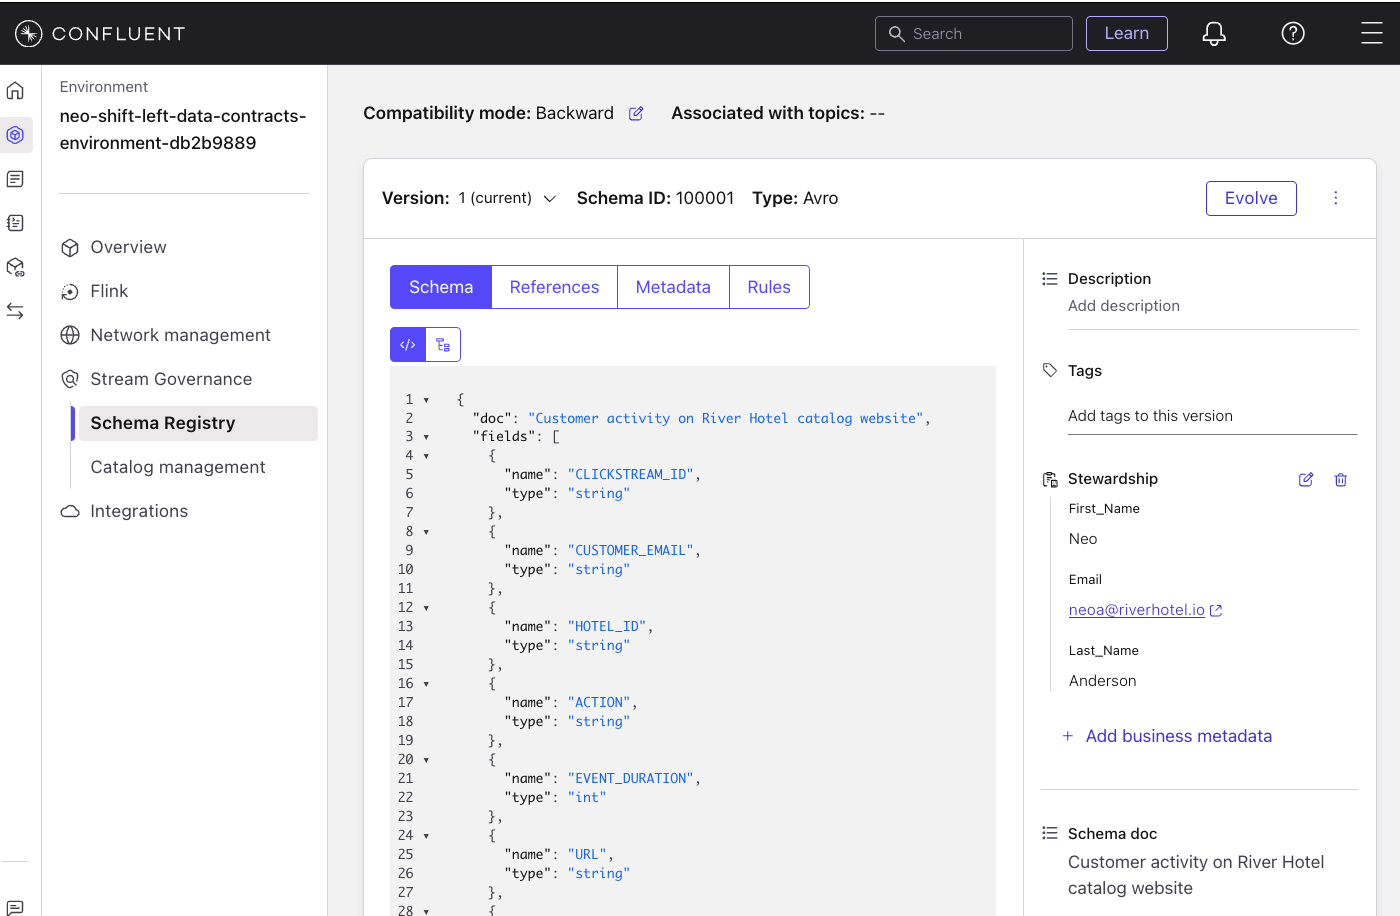 CONFLUENT
Search
Learn
Environment
neo-shift-left-data-contracts-
environment-db2b9889
Overview
Flink
Network management
Stream Governance
Schema Registry
Catalog management
Integrations
Compatibility mode: Backward
Associated with topics: --
Version: 1 (current)
Schema ID: 100001
Type: Avro
Evolve
Schema
References
Metadata
Rules
</>
1 {
2 "doc": "Customer activity on River Hotel catalog website",
3 "fields": [
4 {
5 "name": "CLICKSTREAM_ID",
6 "type": "string"
7 },
8 {
9 "name": "CUSTOMER_EMAIL",
10 "type": "string"
11 },
12 {
13 "name": "HOTEL_ID",
14 "type": "string"
15 },
16 {
17 "name": "ACTION",
18 "type": "string"
19 },
20 {
21 "name": "EVENT_DURATION",
22 "type": "int"
23 },
24 {
25 "name": "URL",
26 "type": "string"
27 },
28 {
Description
Add description
Tags
Add tags to this version
Stewardship
First_Name
Neo
Email
neoa@riverhotel.io
Last_Name
Anderson
+ Add business metadata
Schema doc
Customer activity on River Hotel
catalog website